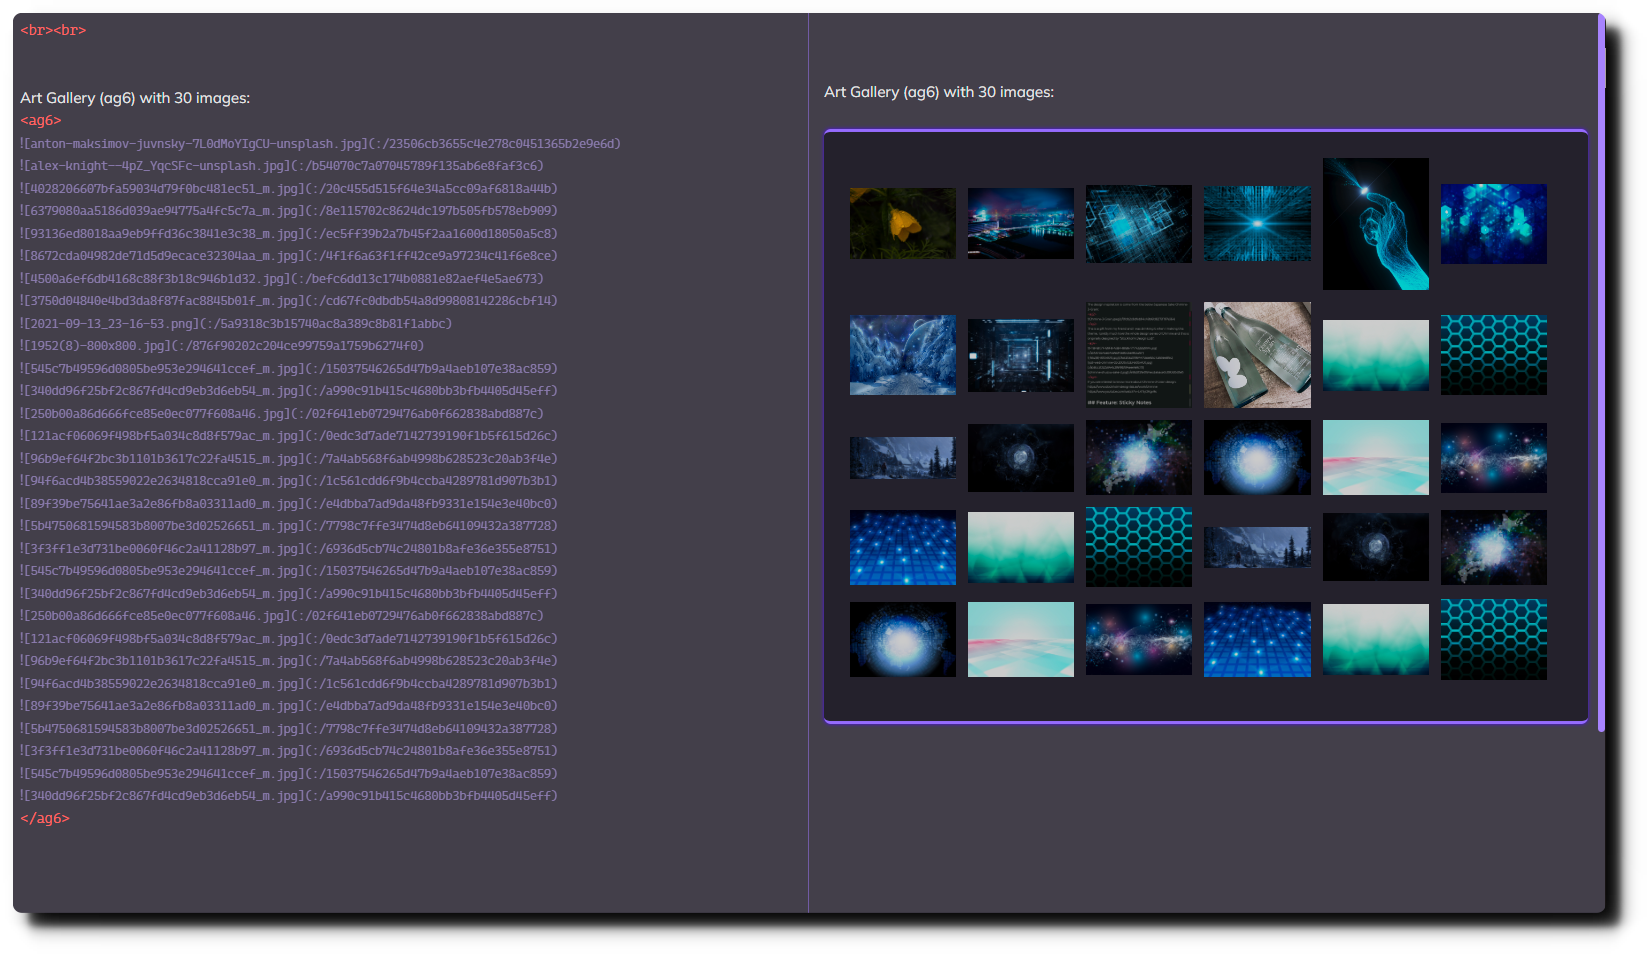 <br><br>
Art Gallery (ag6) with 30 images:
<ag6>
![anton-maksimov-juvnsky-7L0dMoYIgCU-unsplash.jpg](:/23506cb3655c4e278c0451365b2e9e6d)
![alex-knight--4pZ_YqcSFc-unsplash.jpg](:/b54070c7a07045789f135ab6e8faf3c6)
![4028206607bfa59034d79f0bc481ec51_m.jpg](:/20c455d515f64e34a5cc09af6818a44b)
![6379080aa5186d039ae94775a4fc5c7a_m.jpg](:/8e115702c8624dc197b505fb578eb909)
![93136ed8018aa9eb9ffd36c3841e3c38_m.jpg](:/ec5ff39b2a7b45f2aa1600d18050a5c8)
![8672cda04982de71d5d9ecace32304aa_m.jpg](:/4f1f6a63f1ff42ce9a97234c41f6e8ce)
![4500a6ef6db4168c88f3b18c946b1d32.jpg](:/befc6dd13c174b0881e82aef4e5ae673)
![3750d04840e4bd3da8f87fac8845b01f_m.jpg](:/cd67fc0dbdb54a8d99808142286cbf14)
![2021-09-13_23-16-53.png](:/5a9318c3b15740ac8a389c8b81f1abbc)
![1952(8)-800x800.jpg](:/876f90202c204ce99759a1759b6274f0)
![545c7b49596d0805be953e294641ccef_m.jpg](:/15037546265d47b9a4aeb107e38ac859)
![340dd96f25bf2c867fd4cd9eb3d6eb54_m.jpg](:/a990c91b415c4680bb3bfb4405d45eff)
![250b00a86d666fce85e0ec077f608a46.jpg](:/02f641eb0729476ab0f662838abd887c)
![121acf06069f498bf5a034c8d8f579ac_m.jpg](:/0edc3d7ade7142739190f1b5f615d26c)
![96b9ef64f2bc3b1101b3617c22fa4515_m.jpg](:/7a4ab568f6ab4998b628523c20ab3f4e)
![94f6acd4b38559022e2634818cca91e0_m.jpg](:/1c561cdd6f9b4ccba4289781d907b3b1)
![89f39be75641ae3a2e86fb8a03311ad0_m.jpg](:/e4dbba7ad9da48fb9331e154e3e40bc0)
![5b4750681594583b8007be3d02526651_m.jpg](:/7798c7ffe3474d8eb64109432a387728)
![3f3ff1e3d731be0060f46c2a41128b97_m.jpg](:/6936d5cb74c24801b8afe36e355e8751)
![545c7b49596d0805be953e294641ccef_m.jpg](:/15037546265d47b9a4aeb107e38ac859)
![340dd96f25bf2c867fd4cd9eb3d6eb54_m.jpg](:/a990c91b415c4680bb3bfb4405d45eff)
![250b00a86d666fce85e0ec077f608a46.jpg](:/02f641eb0729476ab0f662838abd887c)
![121acf06069f498bf5a034c8d8f579ac_m.jpg](:/0edc3d7ade7142739190f1b5f615d26c)
![96b9ef64f2bc3b1101b3617c22fa4515_m.jpg](:/7a4ab568f6ab4998b628523c20ab3f4e)
![94f6acd4b38559022e2634818cca91e0_m.jpg](:/1c561cdd6f9b4ccba4289781d907b3b1)
![89f39be75641ae3a2e86fb8a03311ad0_m.jpg](:/e4dbba7ad9da48fb9331e154e3e40bc0)
![5b4750681594583b8007be3d02526651_m.jpg](:/7798c7ffe3474d8eb64109432a387728)
![3f3ff1e3d731be0060f46c2a41128b97_m.jpg](:/6936d5cb74c24801b8afe36e355e8751)
![545c7b49596d0805be953e294641ccef_m.jpg](:/15037546265d47b9a4aeb107e38ac859)
![340dd96f25bf2c867fd4cd9eb3d6eb54_m.jpg](:/a990c91b415c4680bb3bfb4405d45eff)
</ag6>
Art Gallery (ag6) with 30 images:
## Feature: Sticky Notes